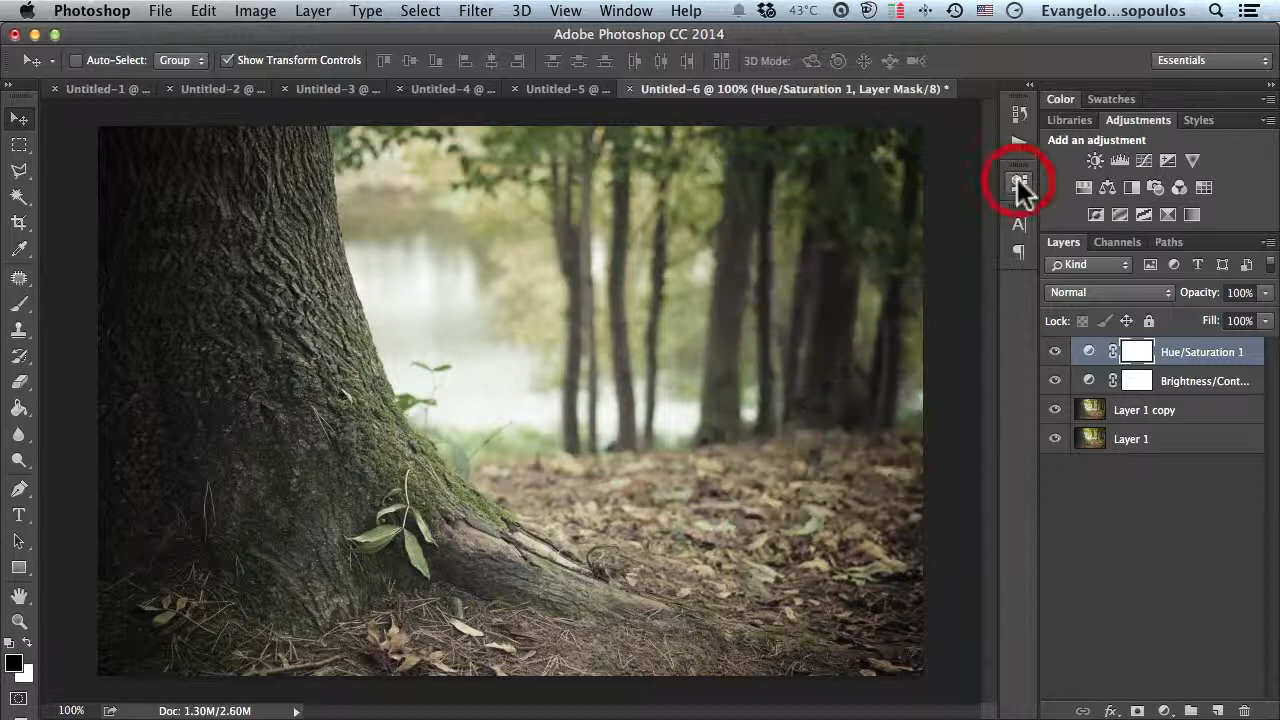 Photoshop File Edit Image Layer Type Select Filter 3D View Window Help 43°C Evangelo...sopoulos
Adobe Photoshop CC 2014
Auto-Select: Group Show Transform Controls 3D Mode: Essentials
Untitled-1 @ ... Untitled-2 @ ... Untitled-3 @ ... Untitled-4 @ ... Untitled-5 @ ... Untitled-6 @ 100% (Hue/Saturation 1, Layer Mask/8) *
Color Swatches
Libraries Adjustments Styles
Add an adjustment
Layers Channels Paths
Kind
Normal Opacity: 100%
Lock: Fill: 100%
Hue/Saturation 1
Brightness/Cont...
Layer 1 copy
Layer 1
100% Doc: 1.30M/2.60M